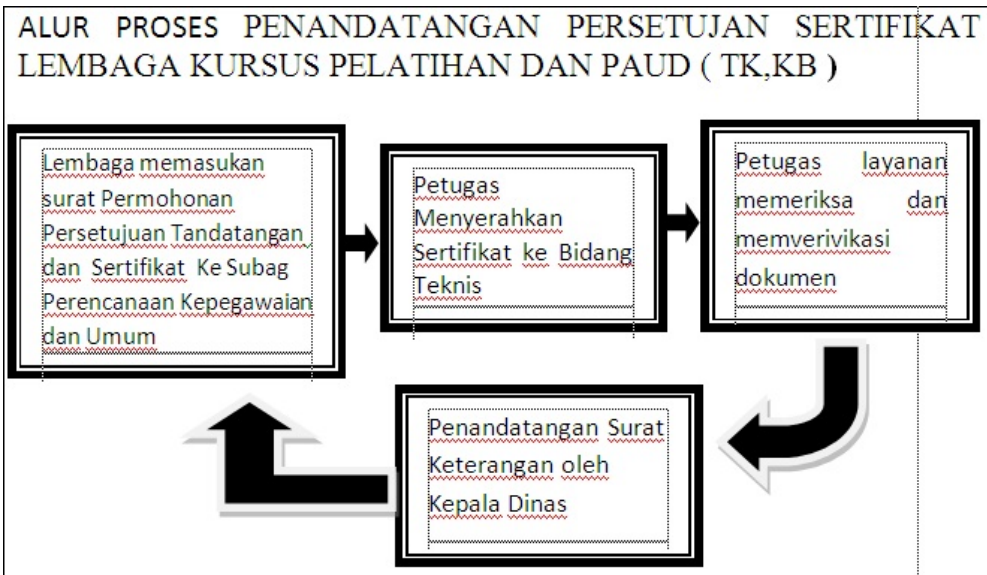 ALUR PROSES PENANDATANGAN PERSETUJAN SERTIFIKAT
LEMBAGA KURSUS PELATIHAN DAN PAUD ( TK,KB )
Lembaga memasukan
surat Permohonan
Persetujuan Tandatangan,
dan Sertifikat Ke Subag
Perencanaan Kepegawaian
dan Umum
Petugas
Menyerahkan
Sertifikat ke Bidang
Teknis
Petugas layanan
memeriksa dan
memverivikasi
dokumen
Penandatangan Surat
Keterangan oleh
Kepala Dinas